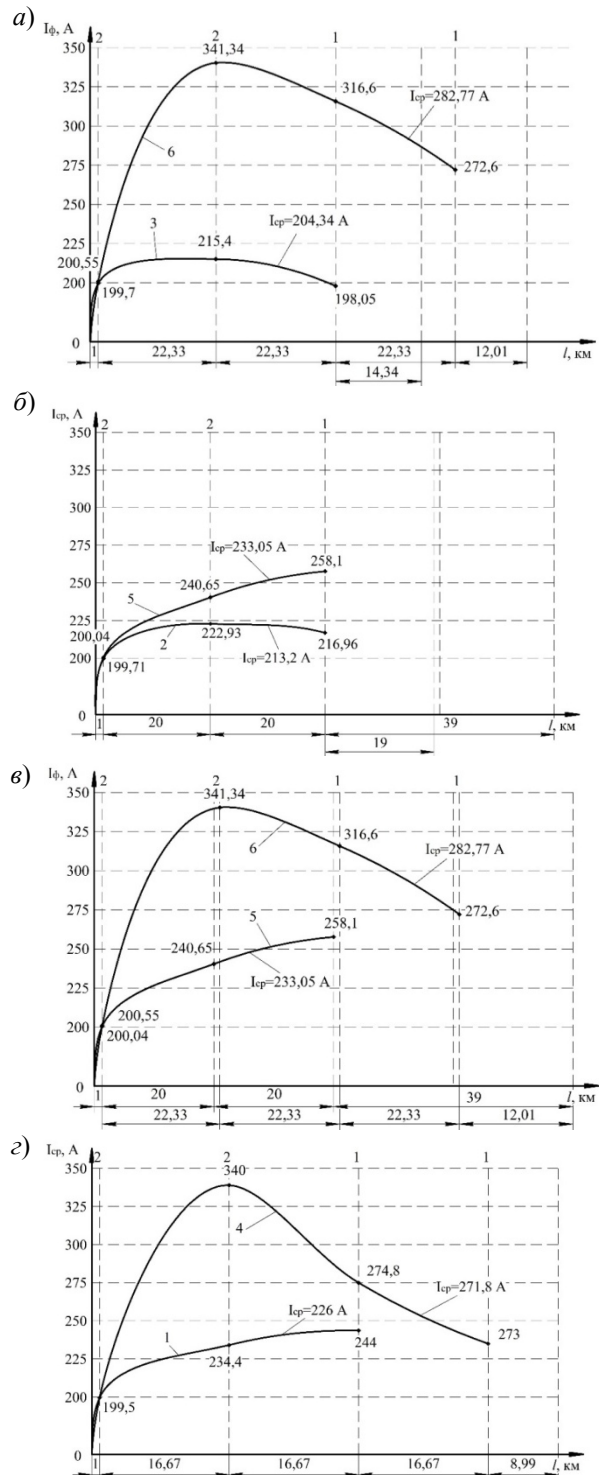 а)
Iф, А
2 2 1 1
350
341,34
325
316,6
Iср=282,77 А
300
6
275
272,6
250
3
Iср=204,34 А
225
215,4
200,55
200
199,7
198,05
0
1 22,33 22,33 22,33 12,01 l, км
14,34
б)
Iср, А
2 2 1
350
325
300
275
Iср=233,05 А
258,1
250
240,65
5
225
200,04
222,93
2
216,96
200
199,71
Iср=213,2 А
0
1 20 20 39 l, км
19
в)
Iф, А
2 2 1 1
350
341,34
325
316,6
6
Iср=282,77 А
300
275
272,6
5
258,1
250
240,65
Iср=233,05 А
225
200
200,55
200,04
0
1 20 20 39 l, км
22,33 22,33 22,33 12,01
г)
Iср, А
2 2 1 1
350
340
325
4
300
275
274,8
Iср=271,8 А
250
Iср=226 А
1
244
273
225
234,4
200
199,5
0
1 16,67 16,67 16,67 8,99 l, км